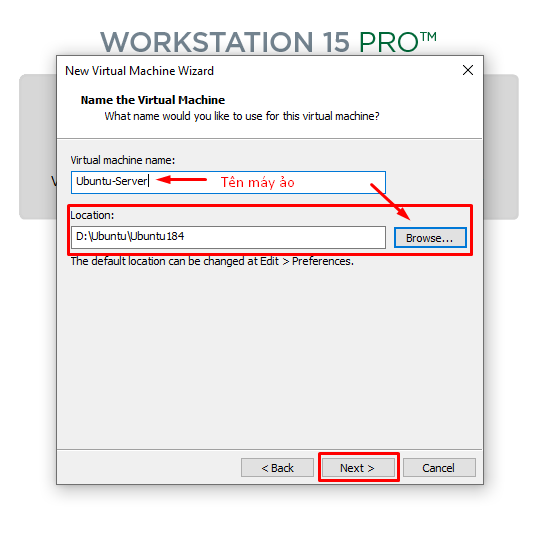 WORKSTATION 15 PRO™
New Virtual Machine Wizard
Name the Virtual Machine
What name would you like to use for this virtual machine?
Virtual machine name:
Ubuntu-Server
Tên máy ảo
V
Location:
D:\Ubuntu\Ubuntu184
Browse...
The default location can be changed at Edit > Preferences.
< Back
Next >
Cancel